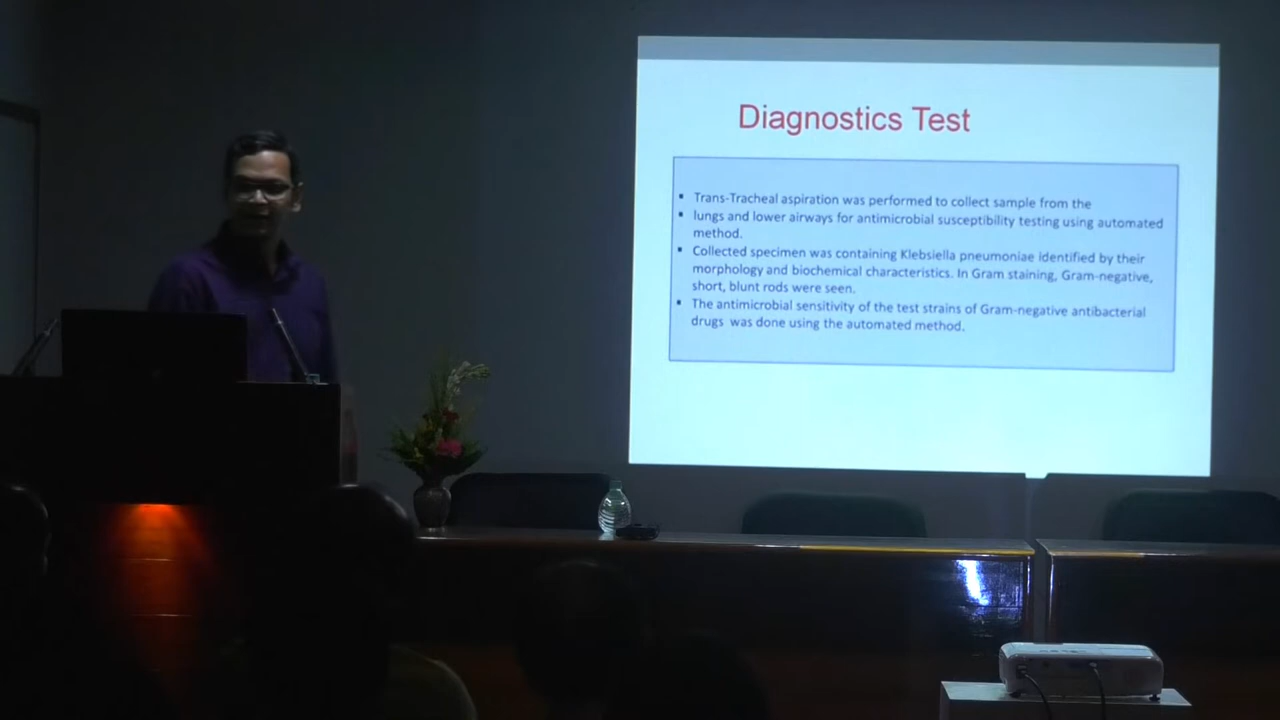 Diagnostics Test
▪ Trans-Tracheal aspiration was performed to collect sample from the
▪ lungs and lower airways for antimicrobial susceptibility testing using automated
method.
▪ Collected specimen was containing Klebsiella pneumoniae identified by their
morphology and biochemical characteristics. In Gram staining, Gram-negative,
short, blunt rods were seen.
▪ The antimicrobial sensitivity of the test strains of Gram-negative antibacterial
drugs was done using the automated method.